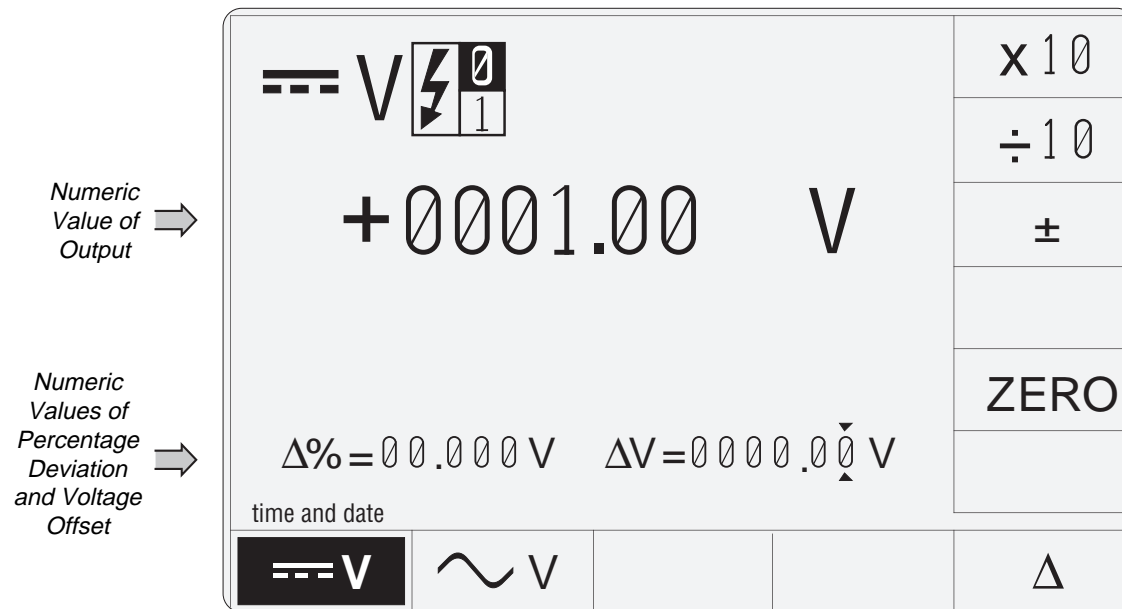 V 0
1
x10
÷10
Numeric
Value of
Output
+0001.00 V
±
ZERO
Numeric
Values of
Percentage
Deviation
and Voltage
Offset
Δ%=00.000 V ΔV=0000.00 V
time and date
V
V
Δ